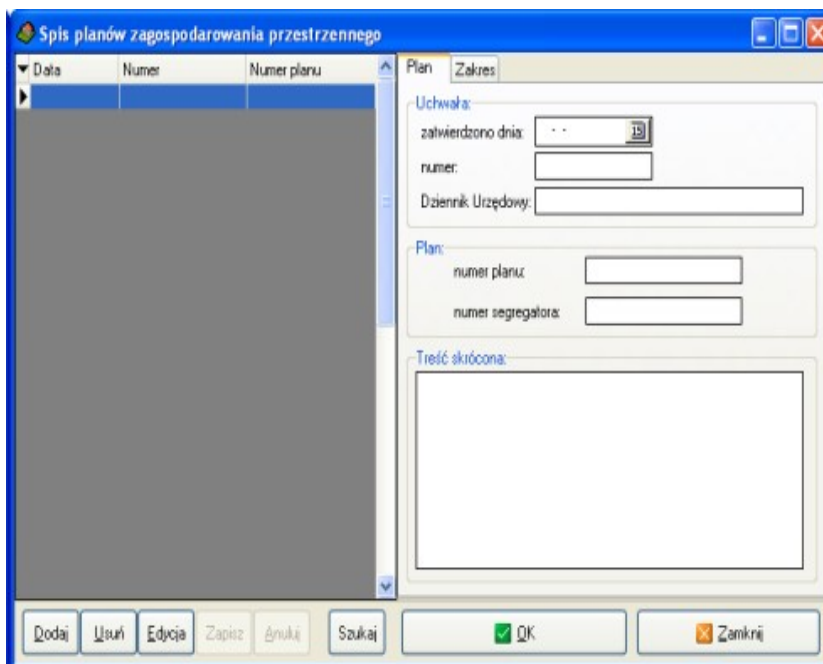 Spis planów zagospodarowania przestrzennego
Data Numer Numer planu
Plan Zakres
Uchwała:
zatwierdzono dnia: - - 15
numer:
Dziennik Urzędowy:
Plan:
numer planu:
numer segregatora:
Treść skrócona:
Dodaj Usuń Edycja Zapisz Anuluj Szukaj OK Zamknij